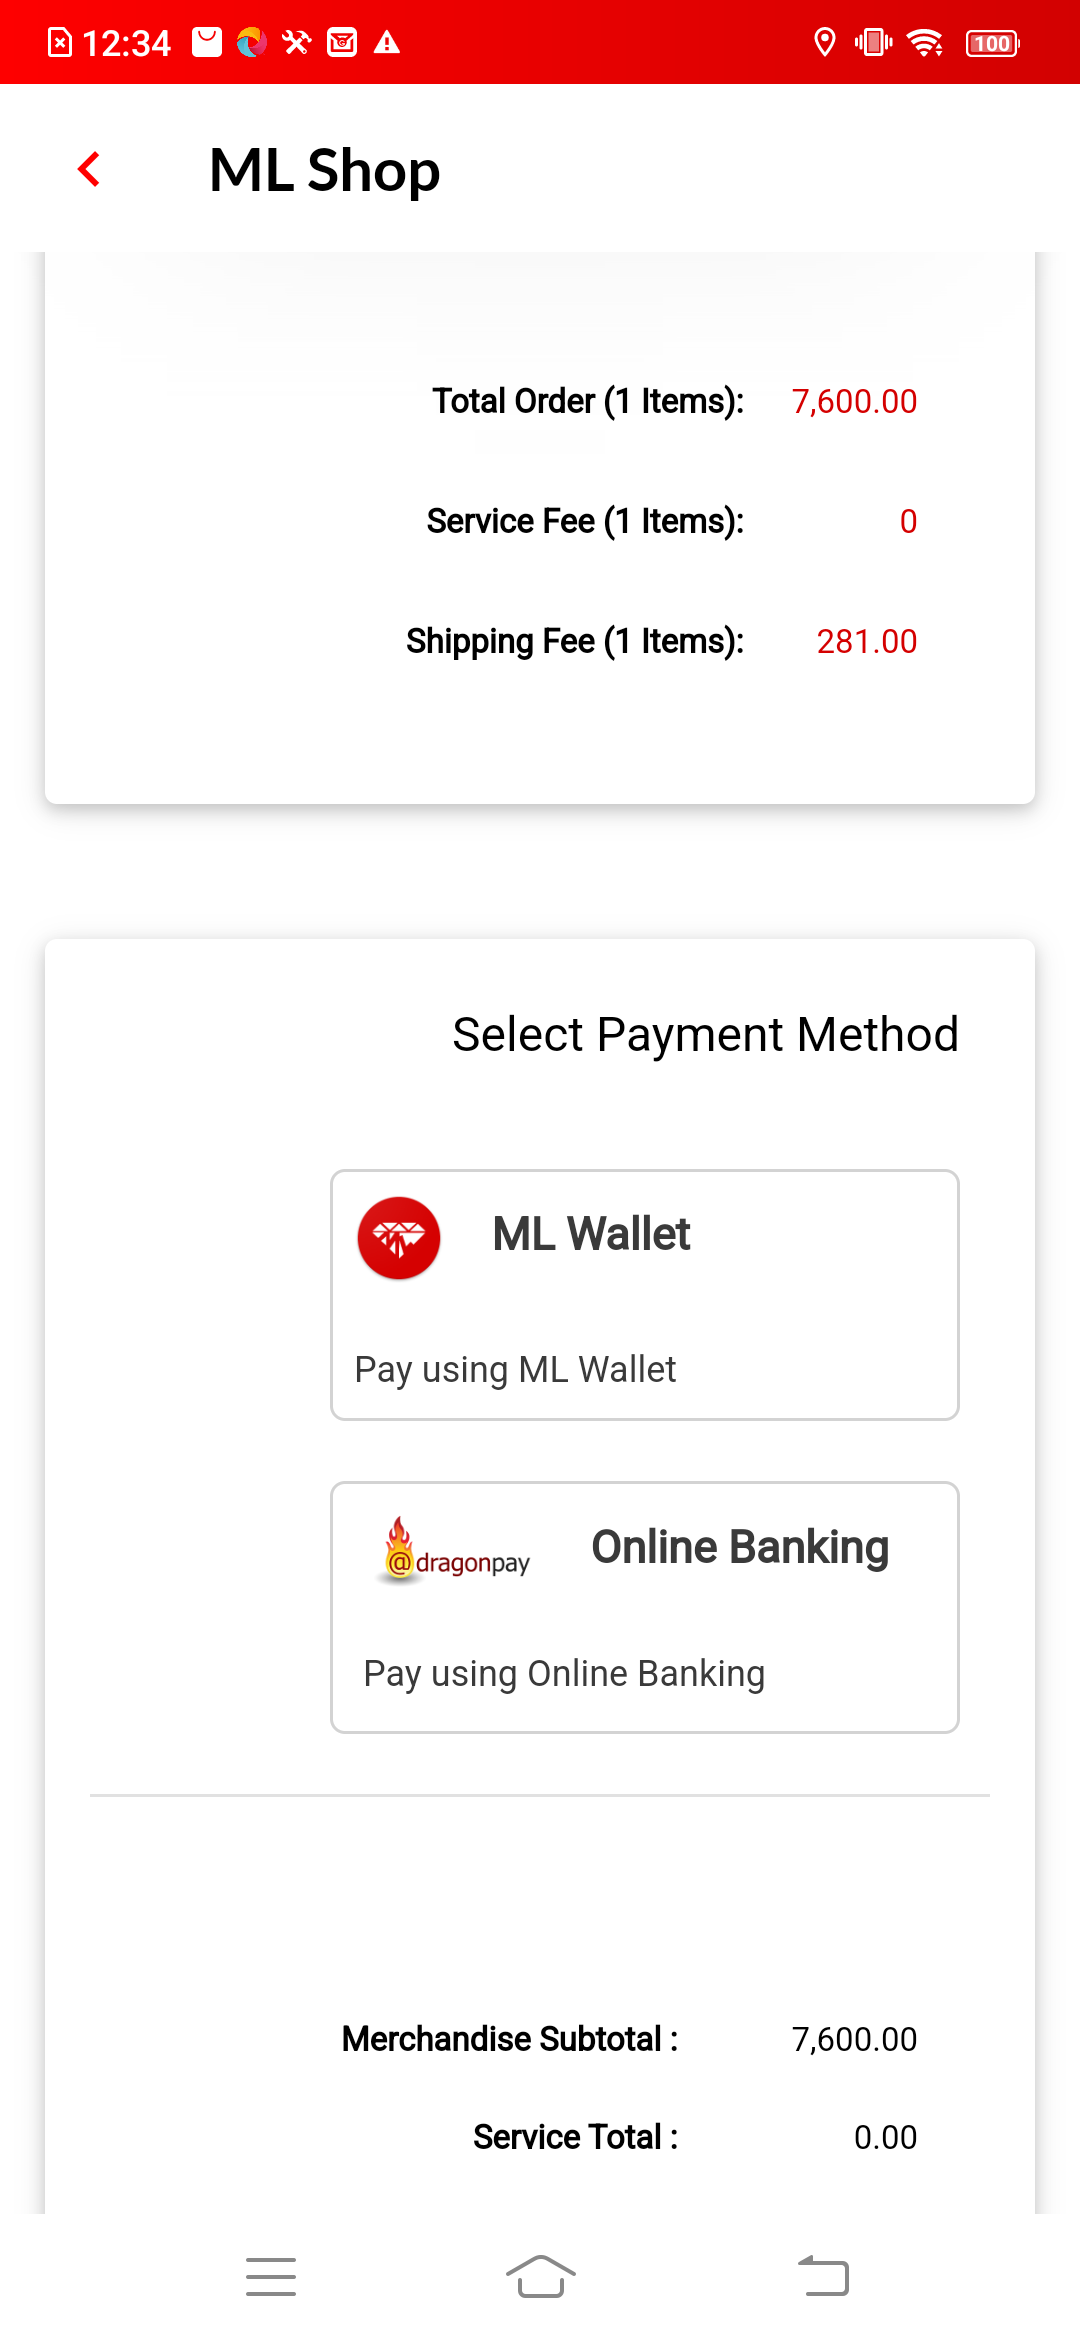 12:34
100
ML Shop
Total Order (1 Items): 7,600.00
Service Fee (1 Items): 0
Shipping Fee (1 Items): 281.00
Select Payment Method
ML Wallet
Pay using ML Wallet
@dragonpay Online Banking
Pay using Online Banking
Merchandise Subtotal : 7,600.00
Service Total : 0.00